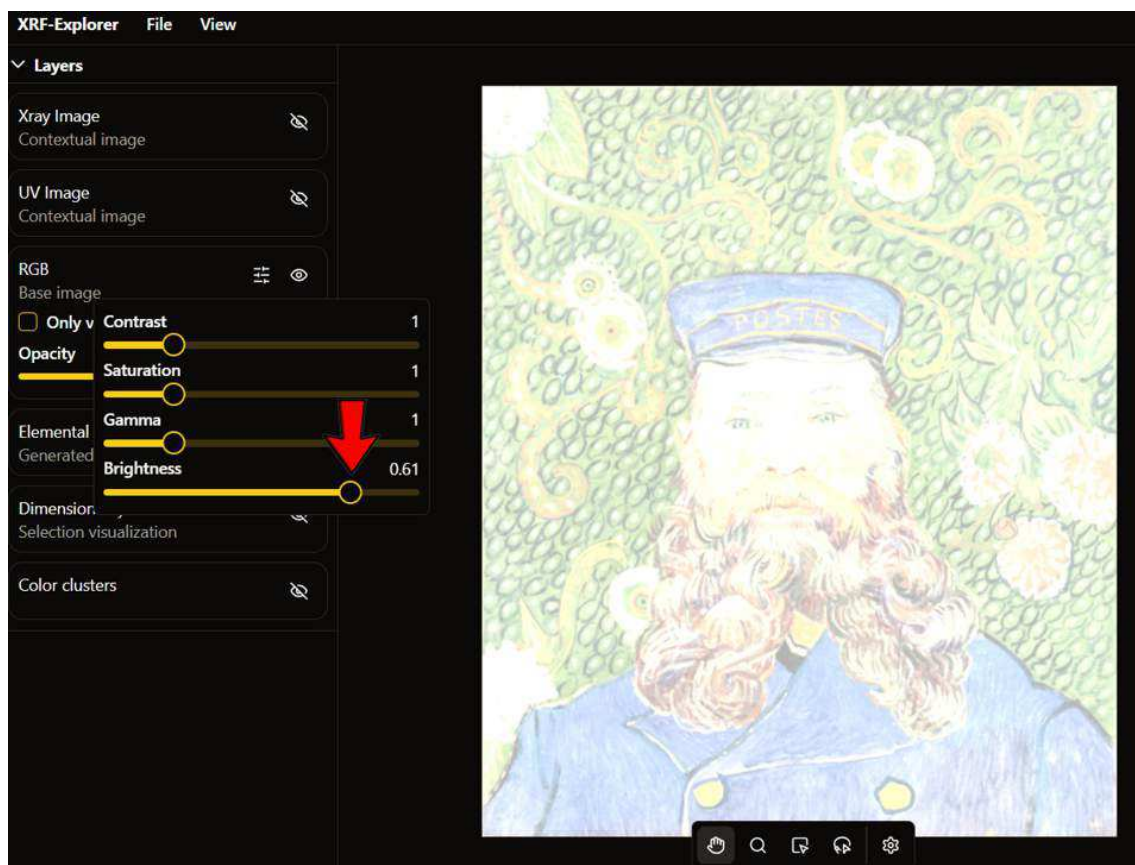 XRF-Explorer File View
Layers
Xray Image
Contextual image
UV Image
Contextual image
RGB
Base image
Only v
Opacity
Contrast 1
Saturation 1
Gamma 1
Brightness 0.61
Elemental
Generated
Dimension
Selection visualization
Color clusters
POSTES